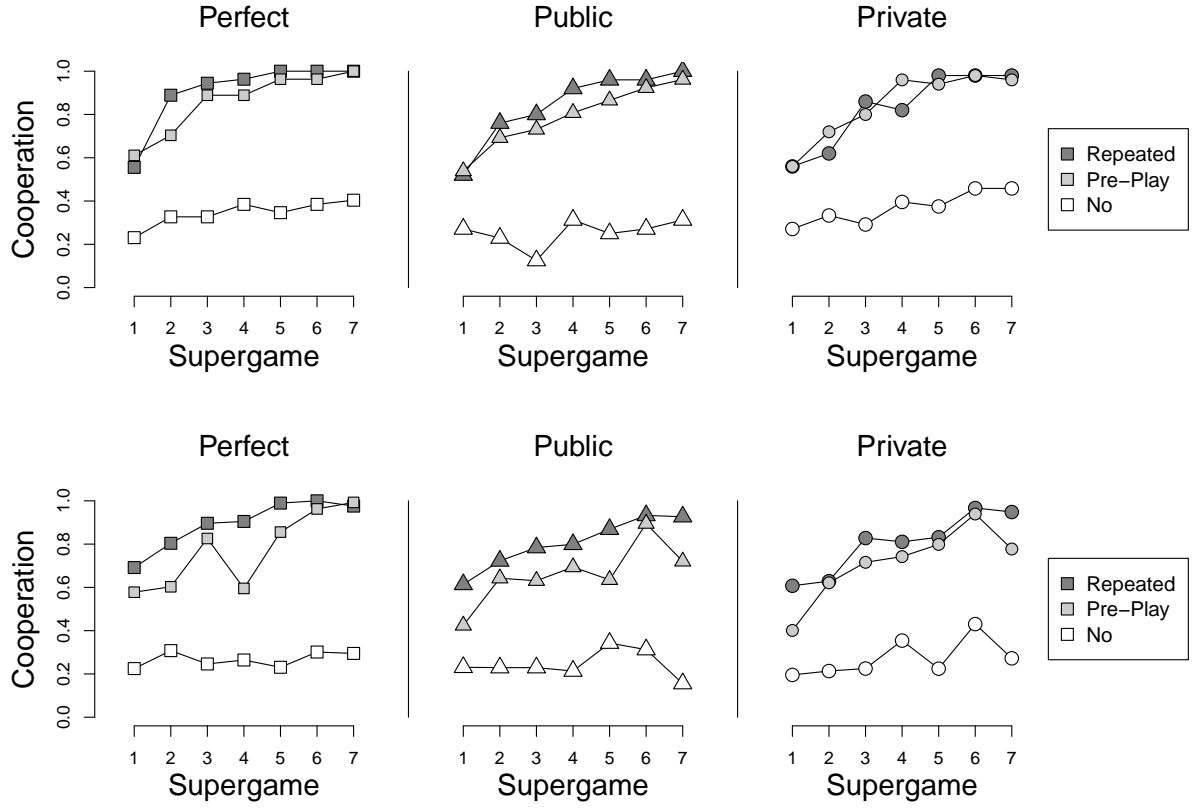 Perfect Public Private
Cooperation
0.0 0.2 0.4 0.6 0.8 1.0
1 2 3 4 5 6 7
Supergame
1 2 3 4 5 6 7
Supergame
1 2 3 4 5 6 7
Supergame
Repeated
Pre−Play
No
Perfect Public Private
Cooperation
0.0 0.2 0.4 0.6 0.8 1.0
1 2 3 4 5 6 7
Supergame
1 2 3 4 5 6 7
Supergame
1 2 3 4 5 6 7
Supergame
Repeated
Pre−Play
No